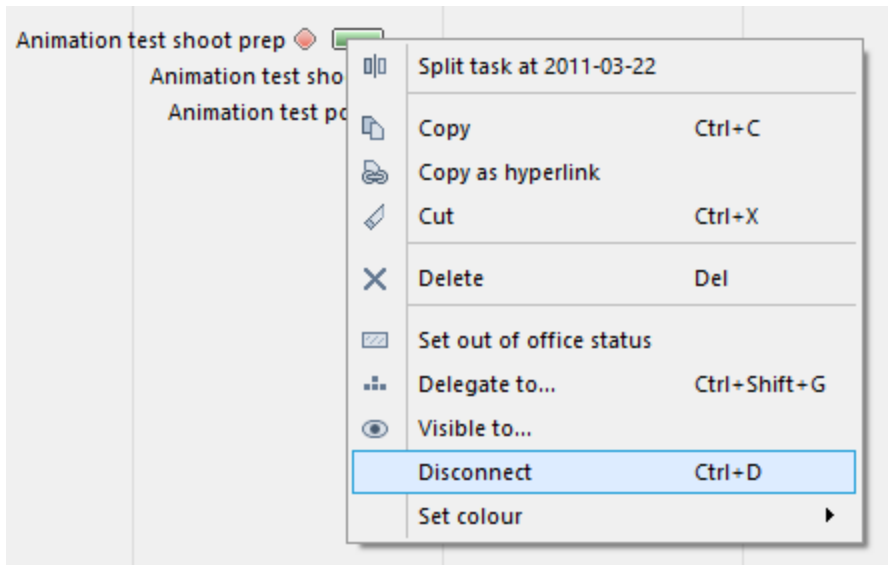 Animation test shoot prep
Animation test sho
Animation test po
Split task at 2011-03-22
Copy Ctrl+C
Copy as hyperlink
Cut Ctrl+X
Delete Del
Set out of office status
Delegate to... Ctrl+Shift+G
Visible to...
Disconnect Ctrl+D
Set colour